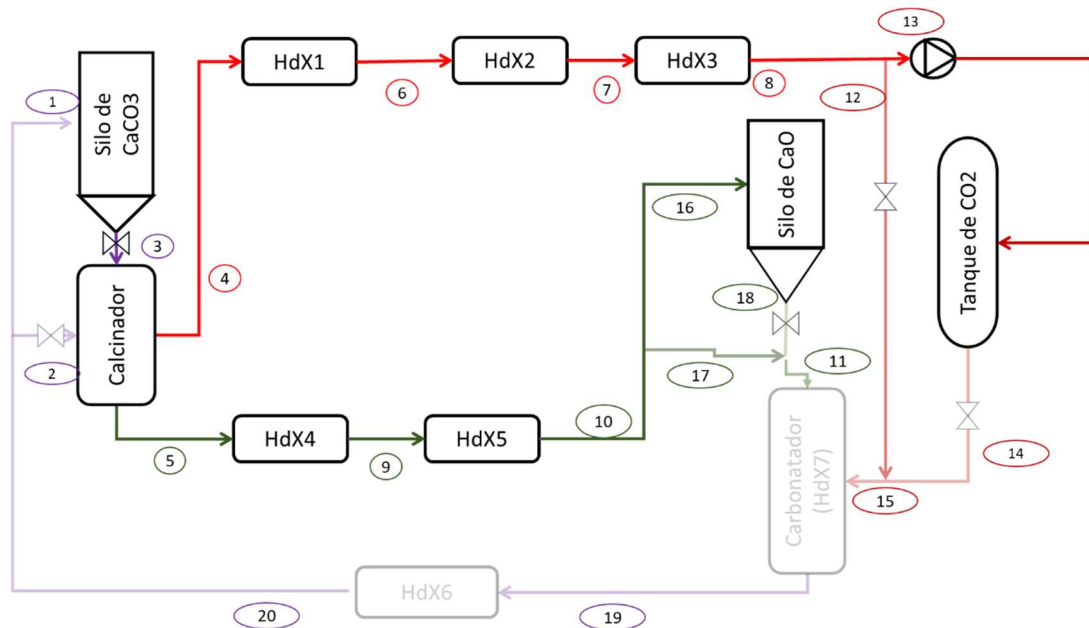 13
HdX1
HdX2
HdX3
1
Silo de
CaCO3
6
7
8
12
Silo de CaO
Tanque de CO2
16
3
4
Calcinador
18
2
17
11
10
HdX4
HdX5
5
9
14
Carbonatador
(HdX7)
15
HdX6
20
19